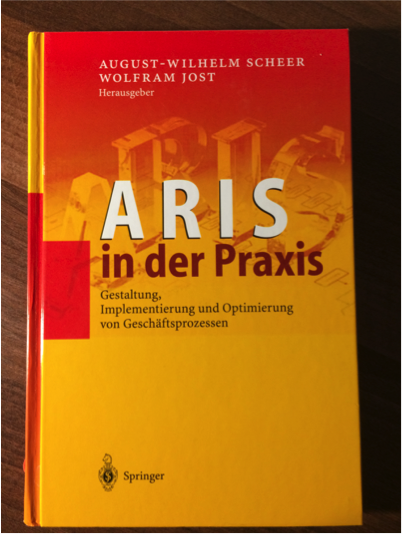 AUGUST-WILHELM SCHEER
WOLFRAM JOST
Herausgeber
ARIS
in der Praxis
Gestaltung,
Implementierung und Optimierung
von Geschäftsprozessen
Springer